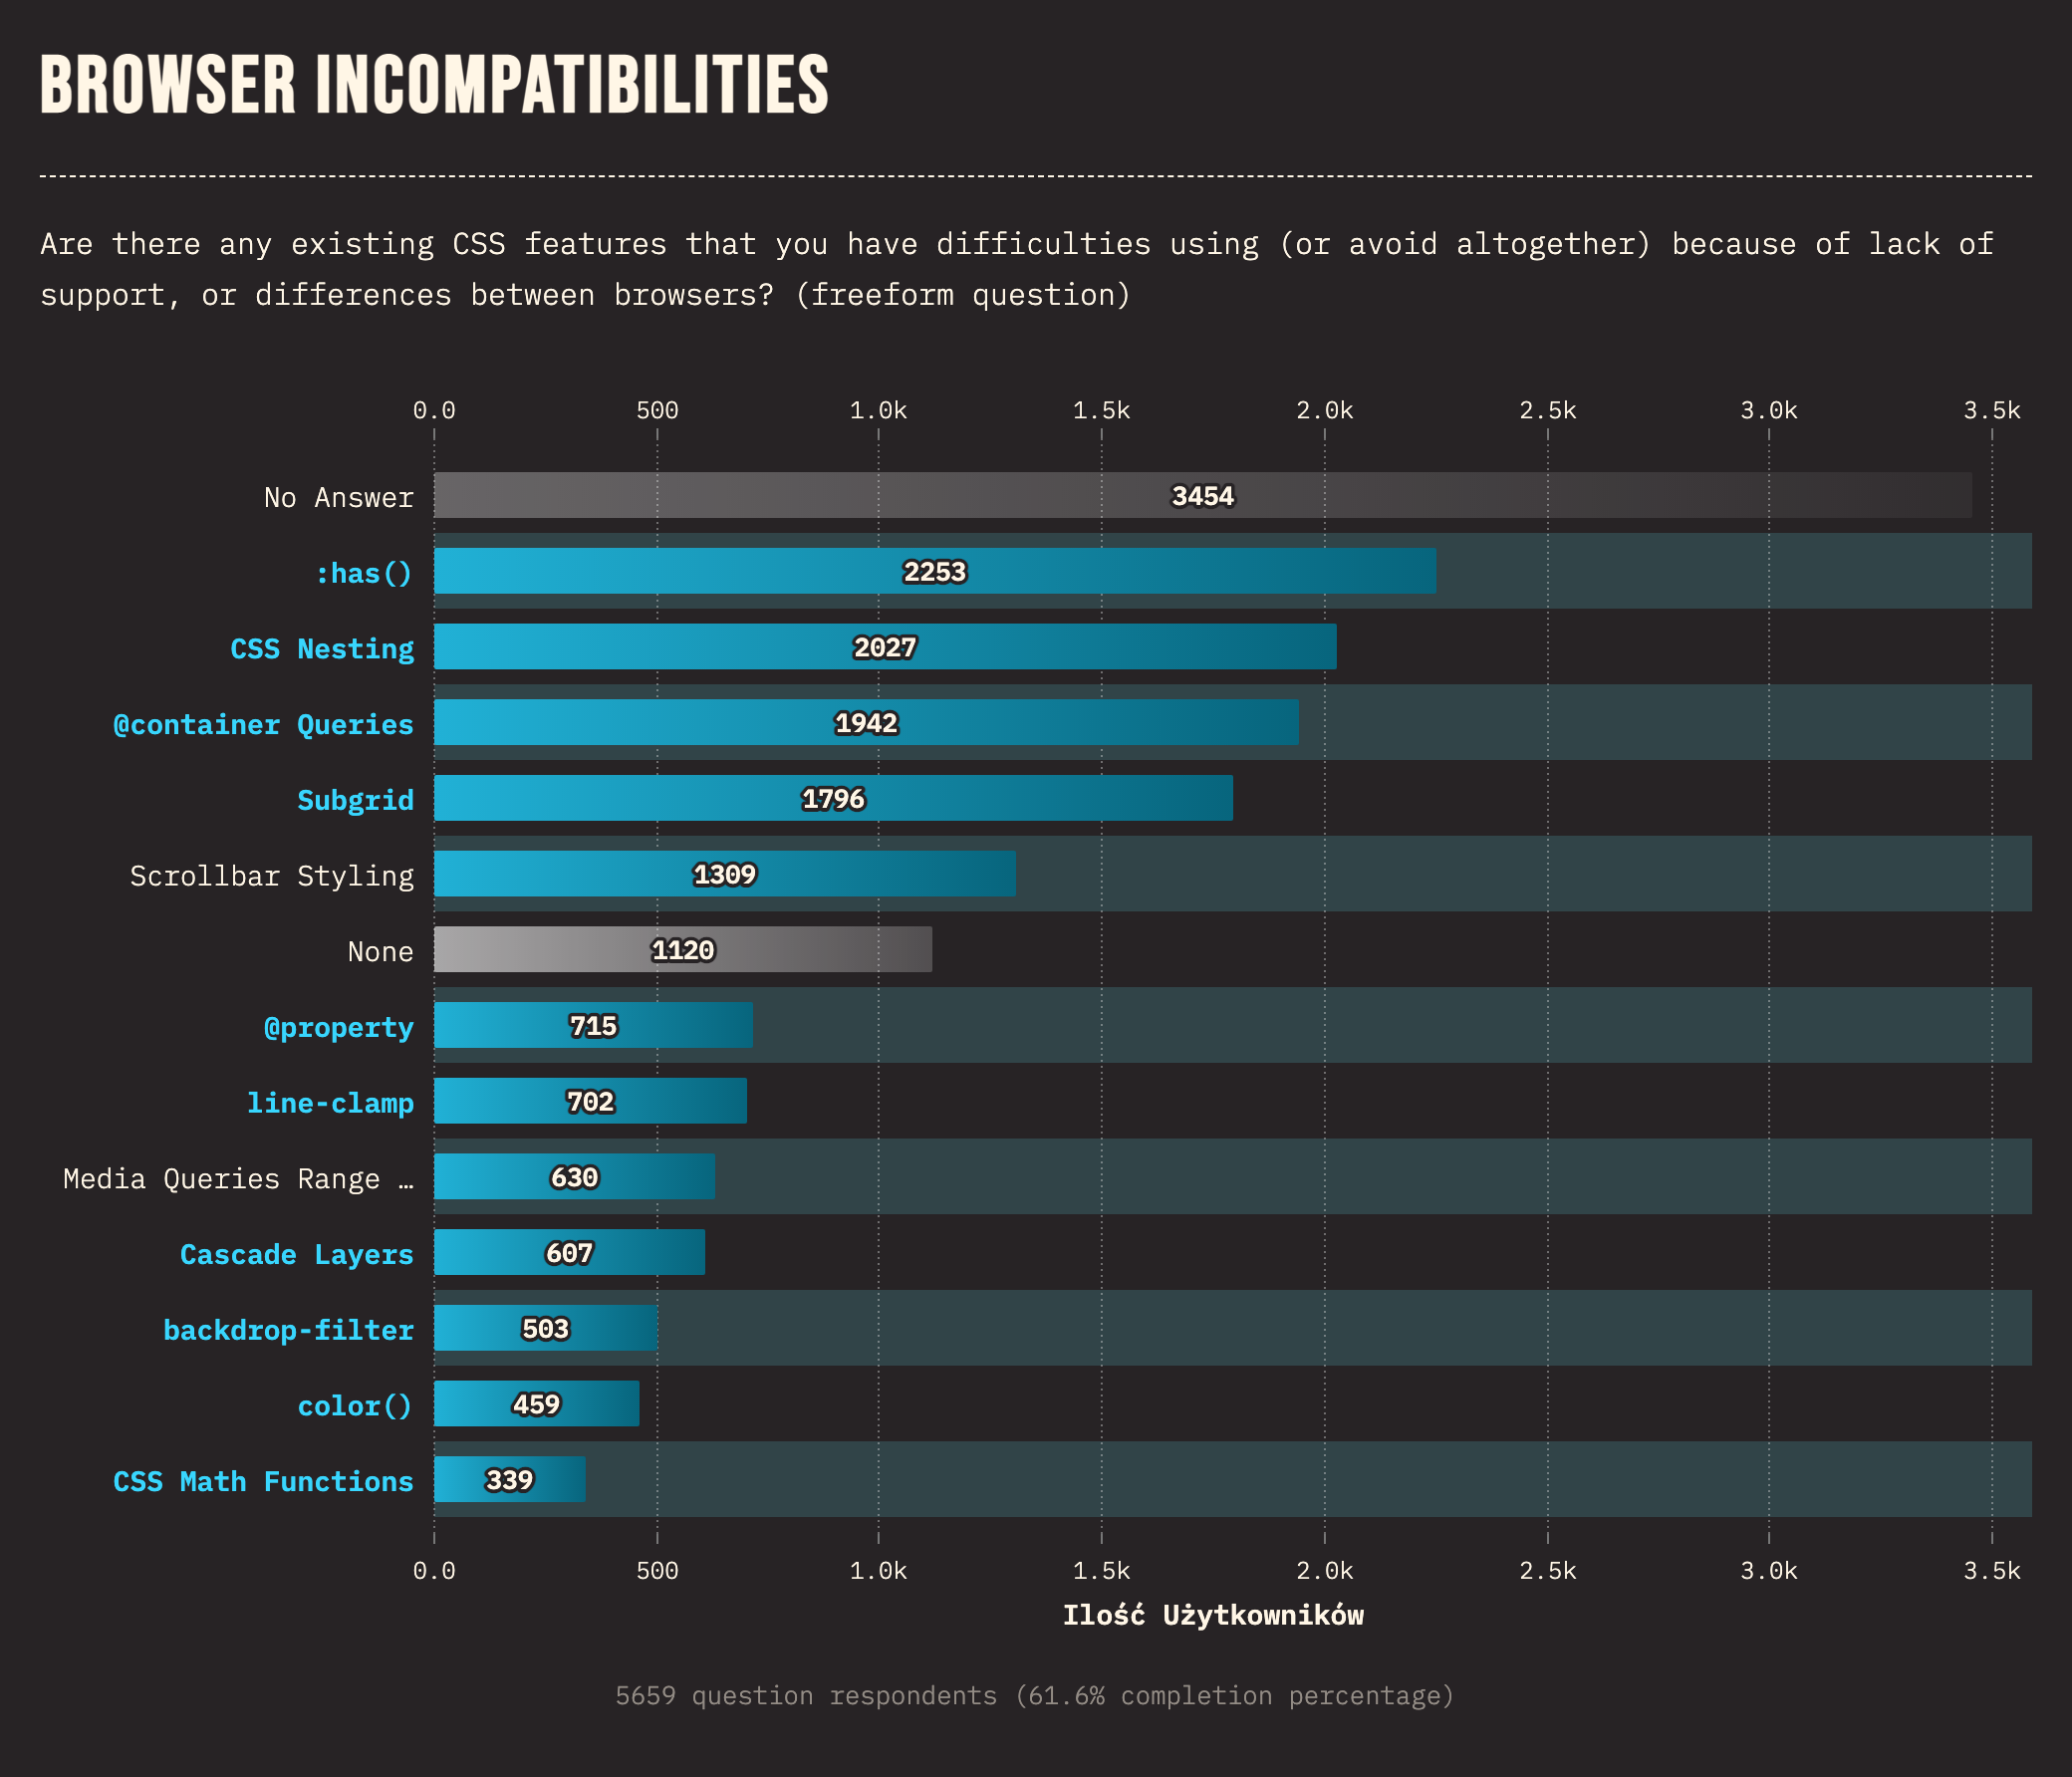 BROWSER INCOMPATIBILITIES
Are there any existing CSS features that you have difficulties using (or avoid altogether) because of lack of
support, or differences between browsers? (freeform question)
0.0 500 1.0k 1.5k 2.0k 2.5k 3.0k 3.5k
No Answer 3454
:has() 2253
CSS Nesting 2027
@container Queries 1942
Subgrid 1796
Scrollbar Styling 1309
None 1120
@property 715
line-clamp 702
Media Queries Range … 630
Cascade Layers 607
backdrop-filter 503
color() 459
CSS Math Functions 339
0.0 500 1.0k 1.5k 2.0k 2.5k 3.0k 3.5k
Ilość Użytkowników
5659 question respondents (61.6% completion percentage)